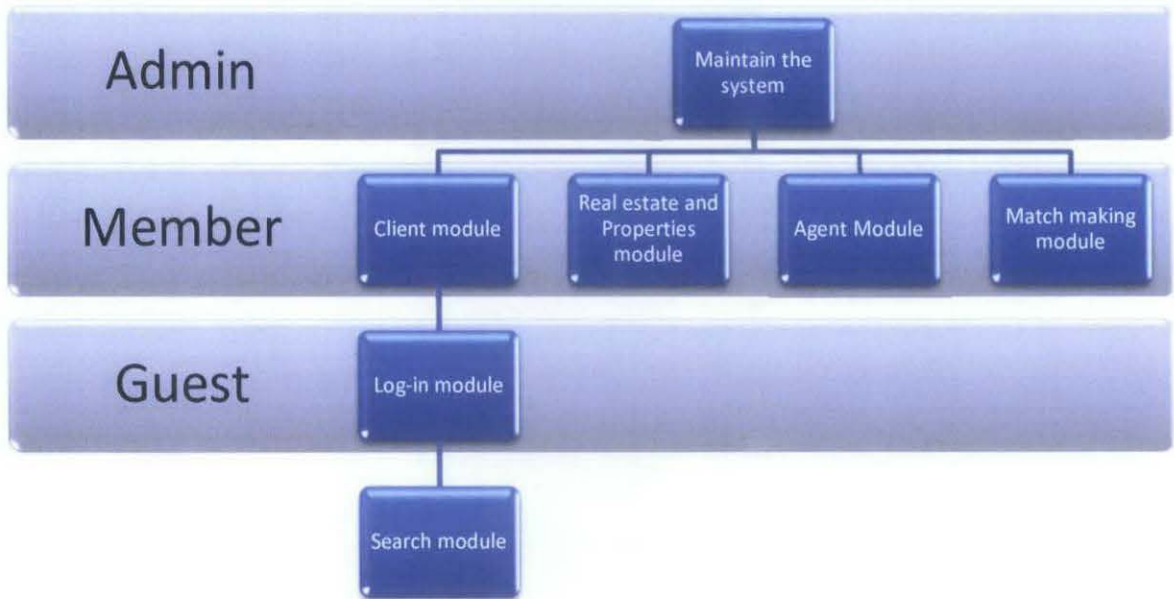 Admin
Maintain the
system
Member
Client module
Real estate and
Properties
module
Agent Module
Match making
module
Guest
Log-in module
Search module